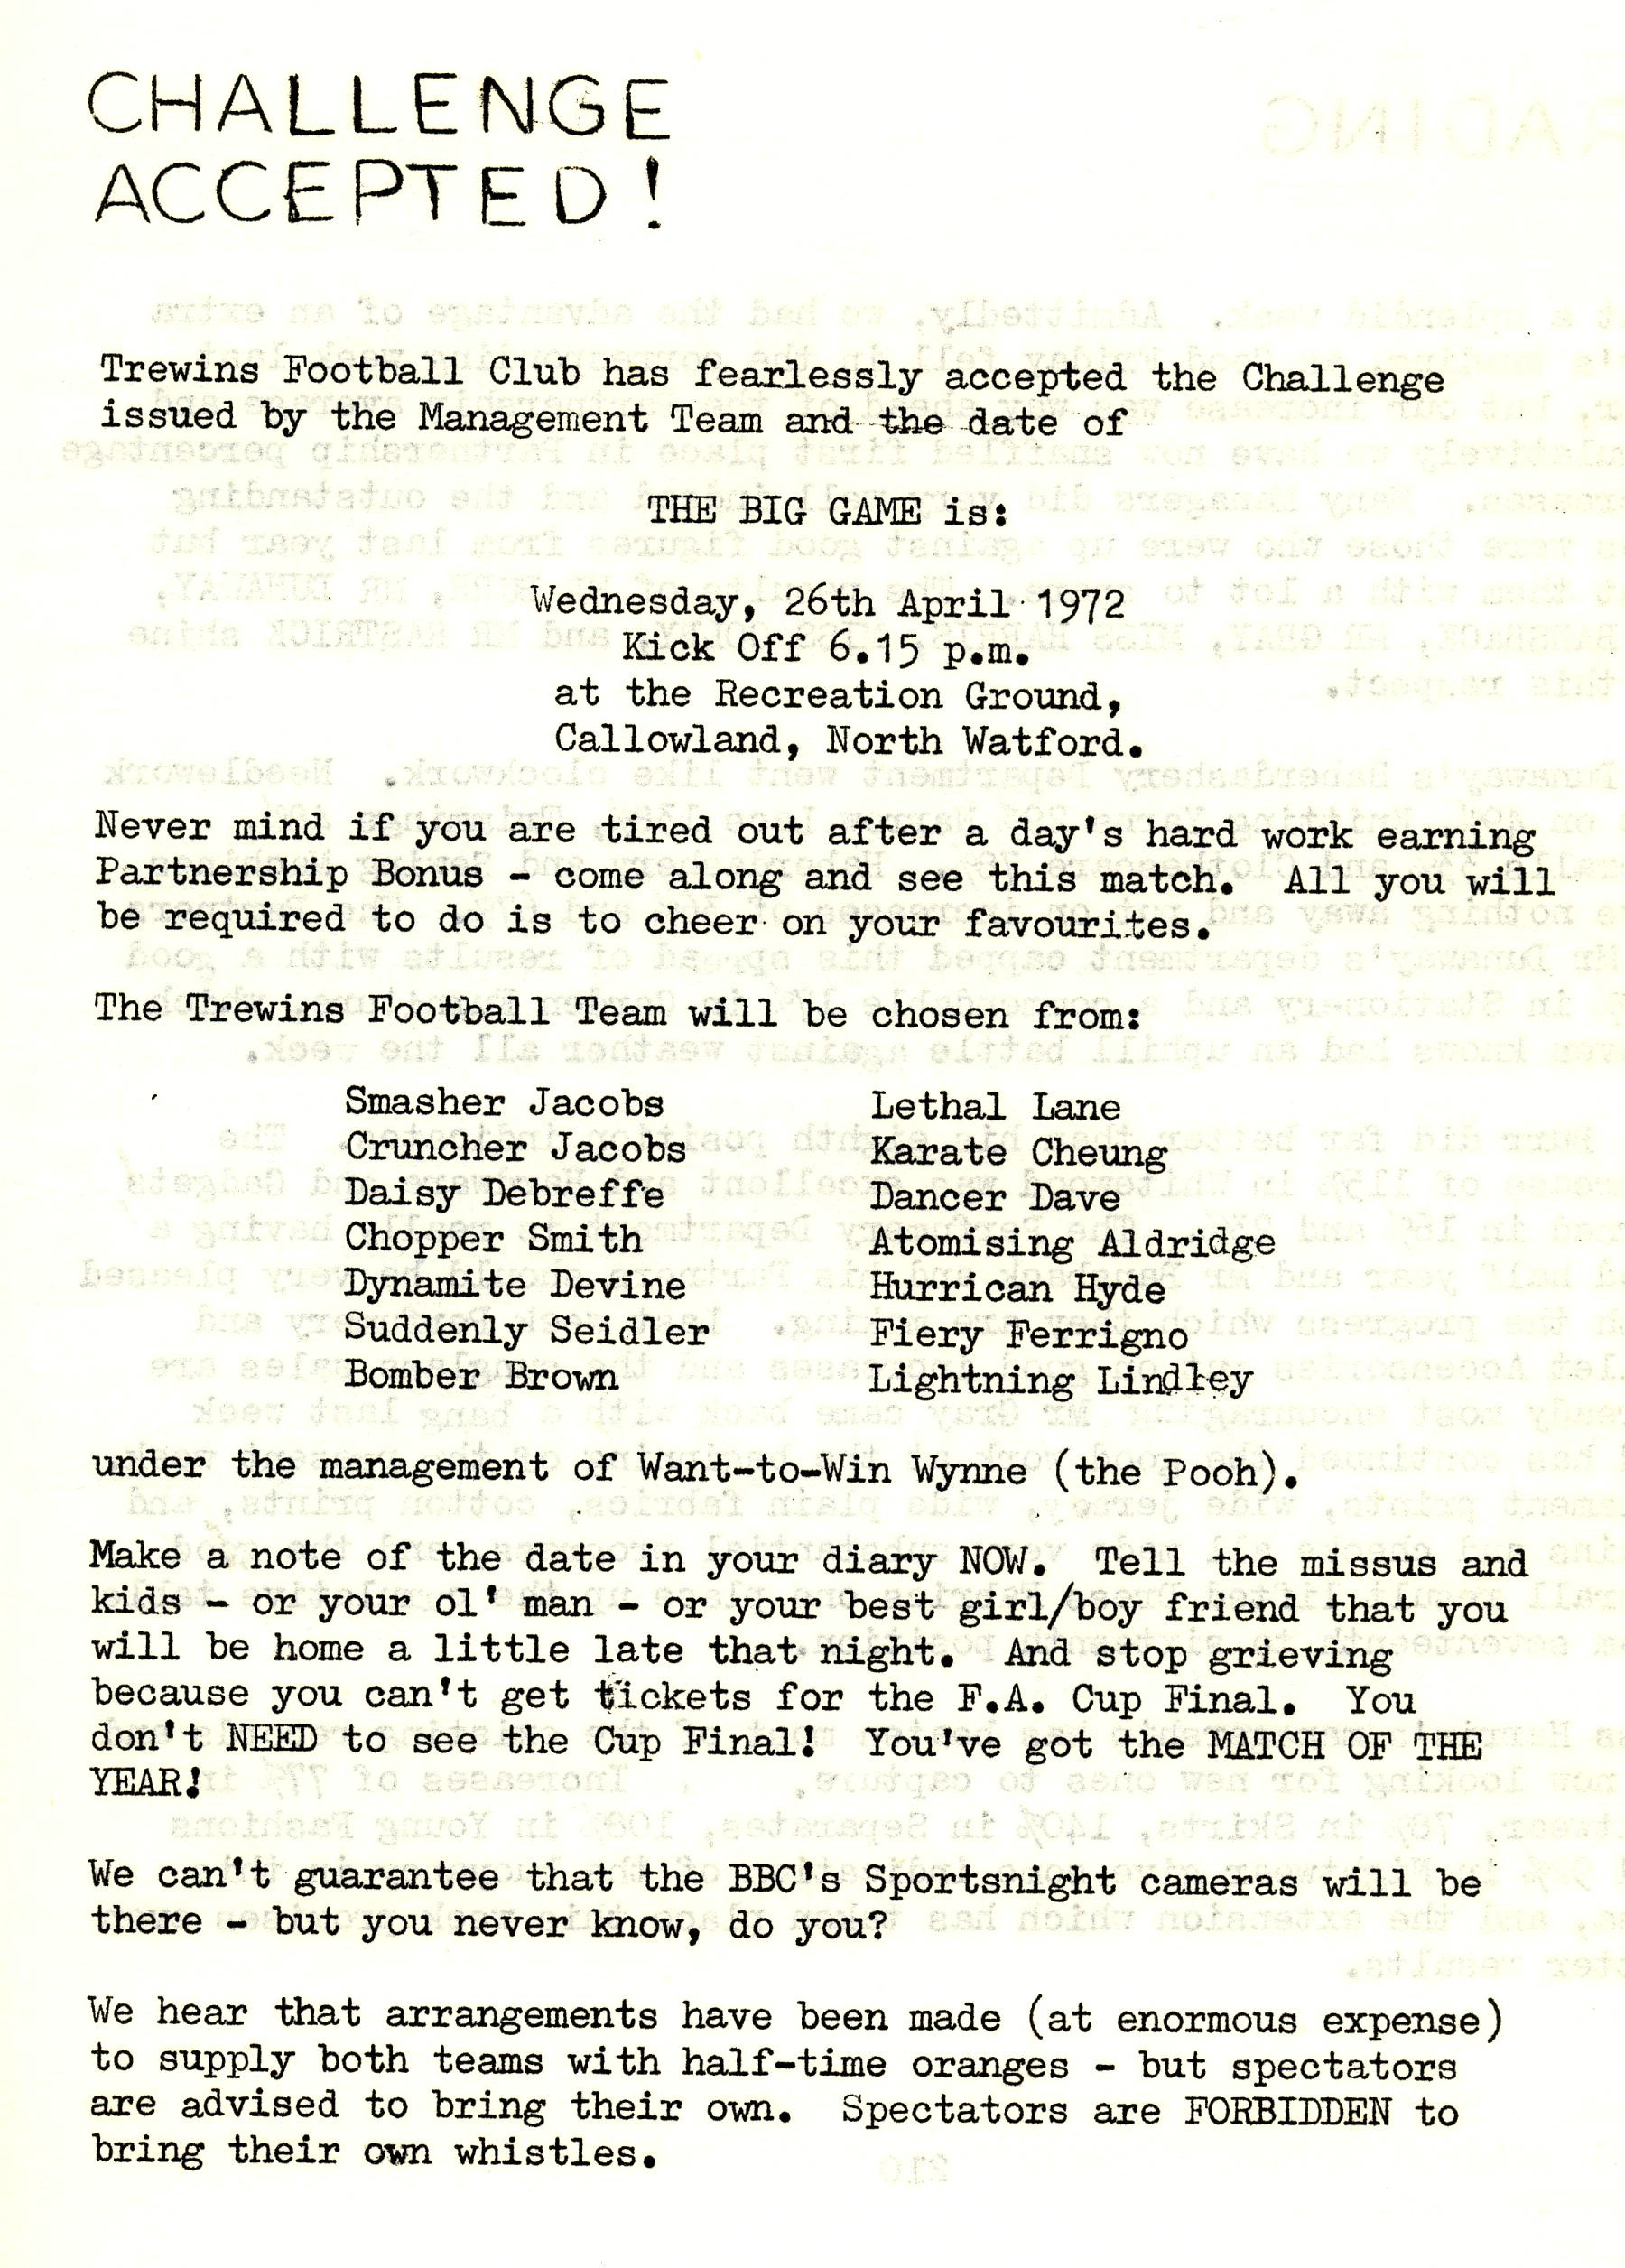 CHALLENGE
ACCEPTED!
Trewins Football Club has fearlessly accepted the Challenge
issued by the Management Team and the date of
THE BIG GAME is:
Wednesday, 26th April 1972
Kick Off 6.15 p.m.
at the Recreation Ground,
Callowland, North Watford.
Never mind if you are tired out after a day's hard work earning
Partnership Bonus - come along and see this match. All you will
be required to do is to cheer on your favourites.
The Trewins Football Team will be chosen from:
Smasher Jacobs Lethal Lane
Cruncher Jacobs Karate Cheung
Daisy Debreffe Dancer Dave
Chopper Smith Atomising Aldridge
Dynamite Devine Hurrican Hyde
Suddenly Seidler Fiery Ferrigno
Bomber Brown Lightning Lindley
under the management of Want-to-Win Wynne (the Pooh).
Make a note of the date in your diary NOW. Tell the missus and
kids - or your ol' man - or your best girl/boy friend that you
will be home a little late that night. And stop grieving
because you can't get tickets for the F.A. Cup Final. You
don't NEED to see the Cup Final! You've got the MATCH OF THE
YEAR!
We can't guarantee that the BBC's Sportsnight cameras will be
there - but you never know, do you?
We hear that arrangements have been made (at enormous expense)
to supply both teams with half-time oranges - but spectators
are advised to bring their own. Spectators are FORBIDDEN to
bring their own whistles.